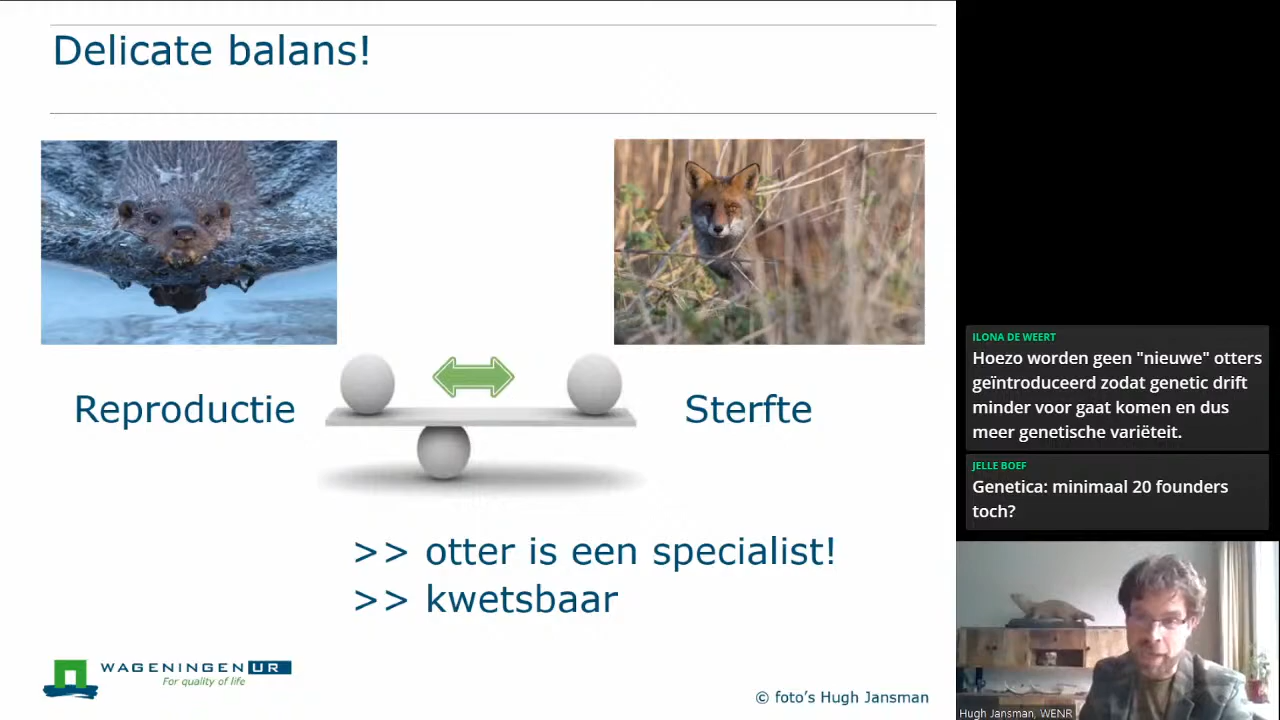 Delicate balans!
Reproductie
Sterfte
>> otter is een specialist!
>> kwetsbaar
WAGENINGEN UR
For quality of life
© foto's Hugh Jansman
ILONA DE WEERT
Hoezo worden geen "nieuwe" otters
geïntroduceerd zodat genetic drift
minder voor gaat komen en dus
meer genetische variëteit.
JELLE BOEF
Genetica: minimaal 20 founders
toch?
Hugh Jansman, WENR